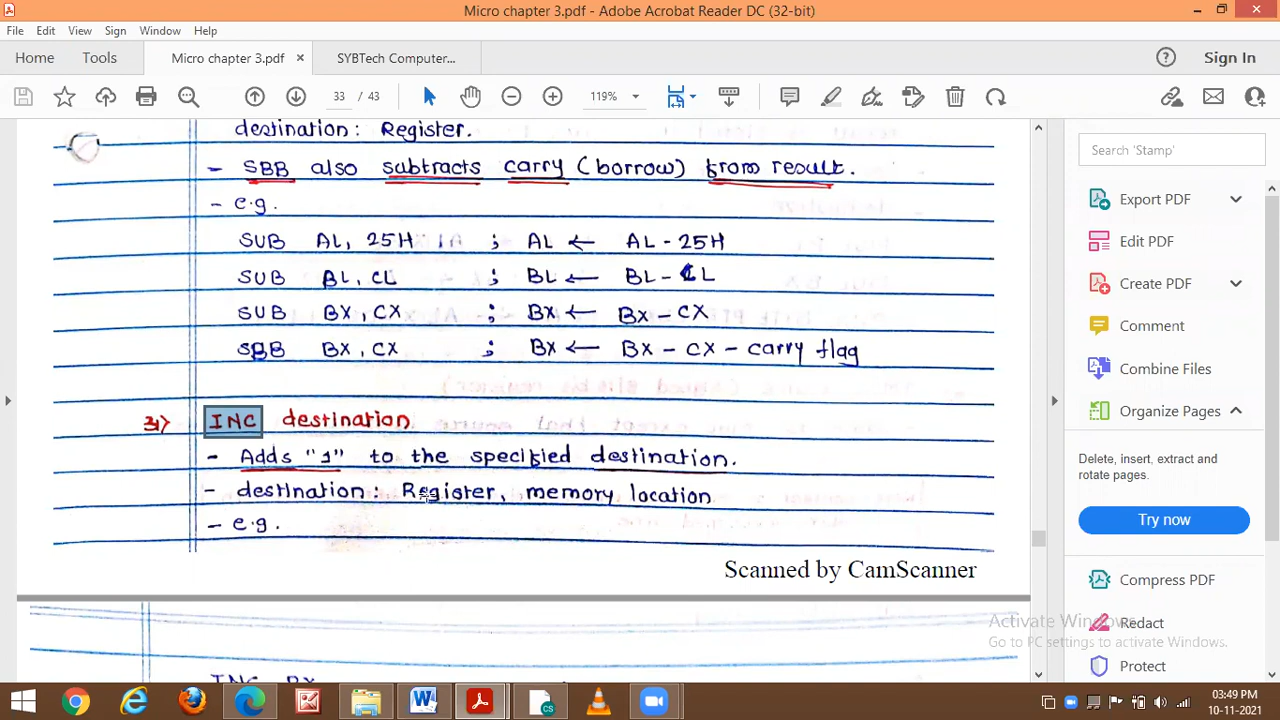 Micro chapter 3.pdf - Adobe Acrobat Reader DC (32-bit)
File Edit View Sign Window Help
Home Tools Micro chapter 3.pdf × SYBTech Computer... Sign In
33 / 43 119%
destination: Register.
- SBB also subtracts carry (borrow) from result.
- e.g.
SUB AL, 25H ; AL ← AL - 25H
SUB BL, CL ; BL ← BL - CL
SUB BX, CX ; BX ← BX - CX
SBB BX, CX ; BX ← BX - CX - carry flag
INC destination
- Adds "1" to the specified destination.
- destination: Register, memory location
- e.g.
Scanned by CamScanner
INC BX
Search 'Stamp'
Export PDF
Edit PDF
Create PDF
Comment
Combine Files
Organize Pages
Delete, insert, extract and
rotate pages.
Try now
Compress PDF
Redact
Protect
Activate Windows
Go to PC settings to activate Windows.
03:49 PM
10-11-2021